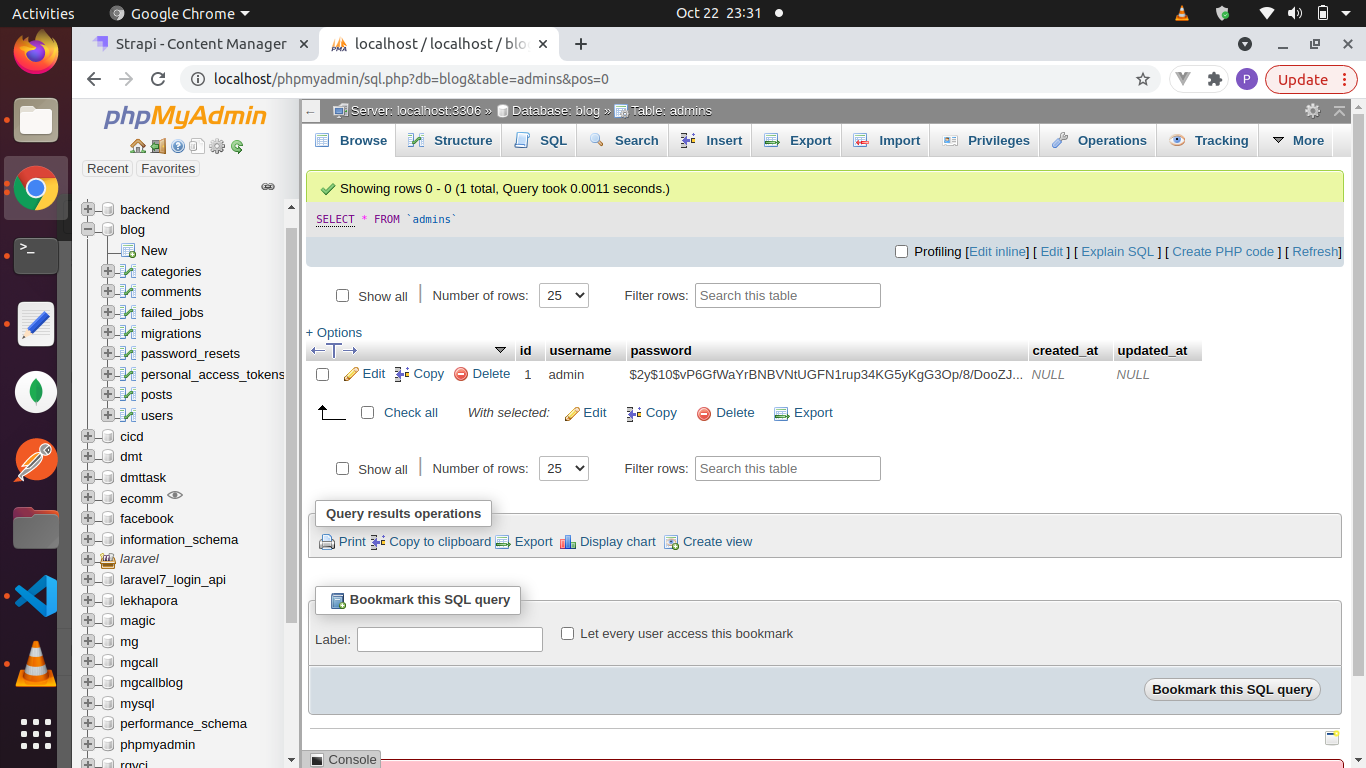 Activities Google Chrome Oct 22 23:31
Strapi - Content Manager localhost / localhost / blo
localhost/phpmyadmin/sql.php?db=blog&table=admins&pos=0 P Update
phpMyAdmin
Recent Favorites
backend
blog
New
categories
comments
failed_jobs
migrations
password_resets
personal_access_tokens
posts
users
cicd
dmt
dmttask
ecomm
facebook
information_schema
laravel
laravel7_login_api
lekhapora
magic
mg
mgcall
mgcallblog
mysql
performance_schema
phpmyadmin
Server: localhost:3306 » Database: blog » Table: admins
Browse Structure SQL Search Insert Export Import Privileges Operations Tracking More
Showing rows 0 - 0 (1 total, Query took 0.0011 seconds.)
SELECT * FROM `admins`
Profiling [Edit inline] [ Edit ] [ Explain SQL ] [ Create PHP code ] [ Refresh]
Show all Number of rows: 25 Filter rows: Search this table
+ Options
id username password created_at updated_at
Edit Copy Delete 1 admin $2y$10$vP6GfWaYrBNBVNtUGFN1rup34KG5yKgG3Op/8/DooZJ... NULL NULL
Check all With selected: Edit Copy Delete Export
Show all Number of rows: 25 Filter rows: Search this table
Query results operations
Print Copy to clipboard Export Display chart Create view
Bookmark this SQL query
Label: Let every user access this bookmark
Bookmark this SQL query
Console